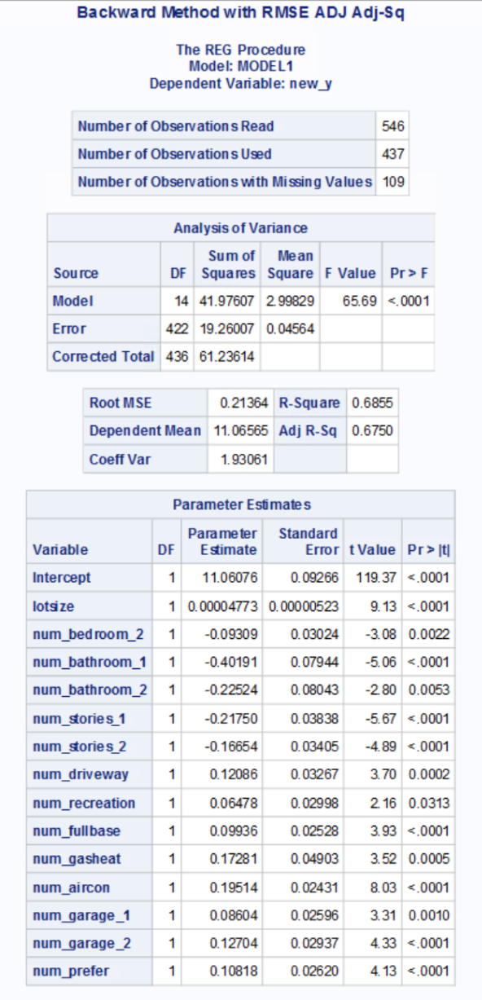 Backward Method with RMSE ADJ Adj-Sq
The REG Procedure
Model: MODEL1
Dependent Variable: new_y
Number of Observations Read 546
Number of Observations Used 437
Number of Observations with Missing Values 109
Analysis of Variance
Source DF Sum of Squares Mean Square F Value Pr > F
Model 14 41.97607 2.99829 65.69 <.0001
Error 422 19.26007 0.04564
Corrected Total 436 61.23614
Root MSE 0.21364 R-Square 0.6855
Dependent Mean 11.06565 Adj R-Sq 0.6750
Coeff Var 1.93061
Parameter Estimates
Variable DF Parameter Estimate Standard Error t Value Pr > |t|
Intercept 1 11.06076 0.09266 119.37 <.0001
lotsize 1 0.00004773 0.00000523 9.13 <.0001
num_bedroom_2 1 -0.09309 0.03024 -3.08 0.0022
num_bathroom_1 1 -0.40191 0.07944 -5.06 <.0001
num_bathroom_2 1 -0.22524 0.08043 -2.80 0.0053
num_stories_1 1 -0.21750 0.03838 -5.67 <.0001
num_stories_2 1 -0.16654 0.03405 -4.89 <.0001
num_driveway 1 0.12086 0.03267 3.70 0.0002
num_recreation 1 0.06478 0.02998 2.16 0.0313
num_fullbase 1 0.09936 0.02528 3.93 <.0001
num_gasheat 1 0.17281 0.04903 3.52 0.0005
num_aircon 1 0.19514 0.02431 8.03 <.0001
num_garage_1 1 0.08604 0.02596 3.31 0.0010
num_garage_2 1 0.12704 0.02937 4.33 <.0001
num_prefer 1 0.10818 0.02620 4.13 <.0001